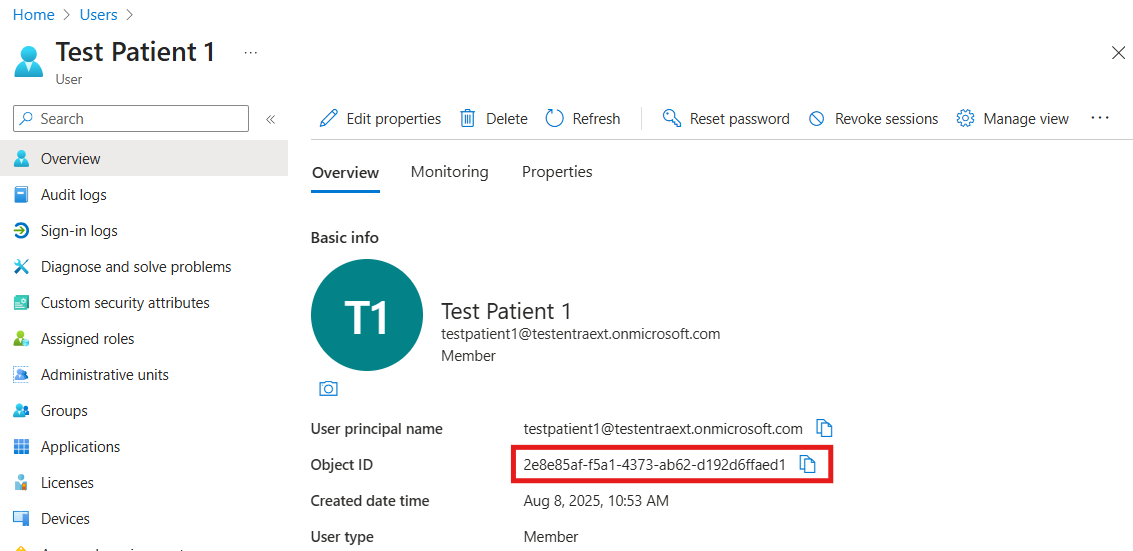 Home > Users >
Test Patient 1 ...
User
Search
«
Edit properties Delete Refresh Reset password Revoke sessions Manage view ...
Overview
Audit logs
Sign-in logs
Diagnose and solve problems
Custom security attributes
Assigned roles
Administrative units
Groups
Applications
Licenses
Devices
Overview Monitoring Properties
Basic info
T1
Test Patient 1
testpatient1@testentraext.onmicrosoft.com
Member
User principal name testpatient1@testentraext.onmicrosoft.com
Object ID 2e8e85af-f5a1-4373-ab62-d192d6ffaed1
Created date time Aug 8, 2025, 10:53 AM
User type Member